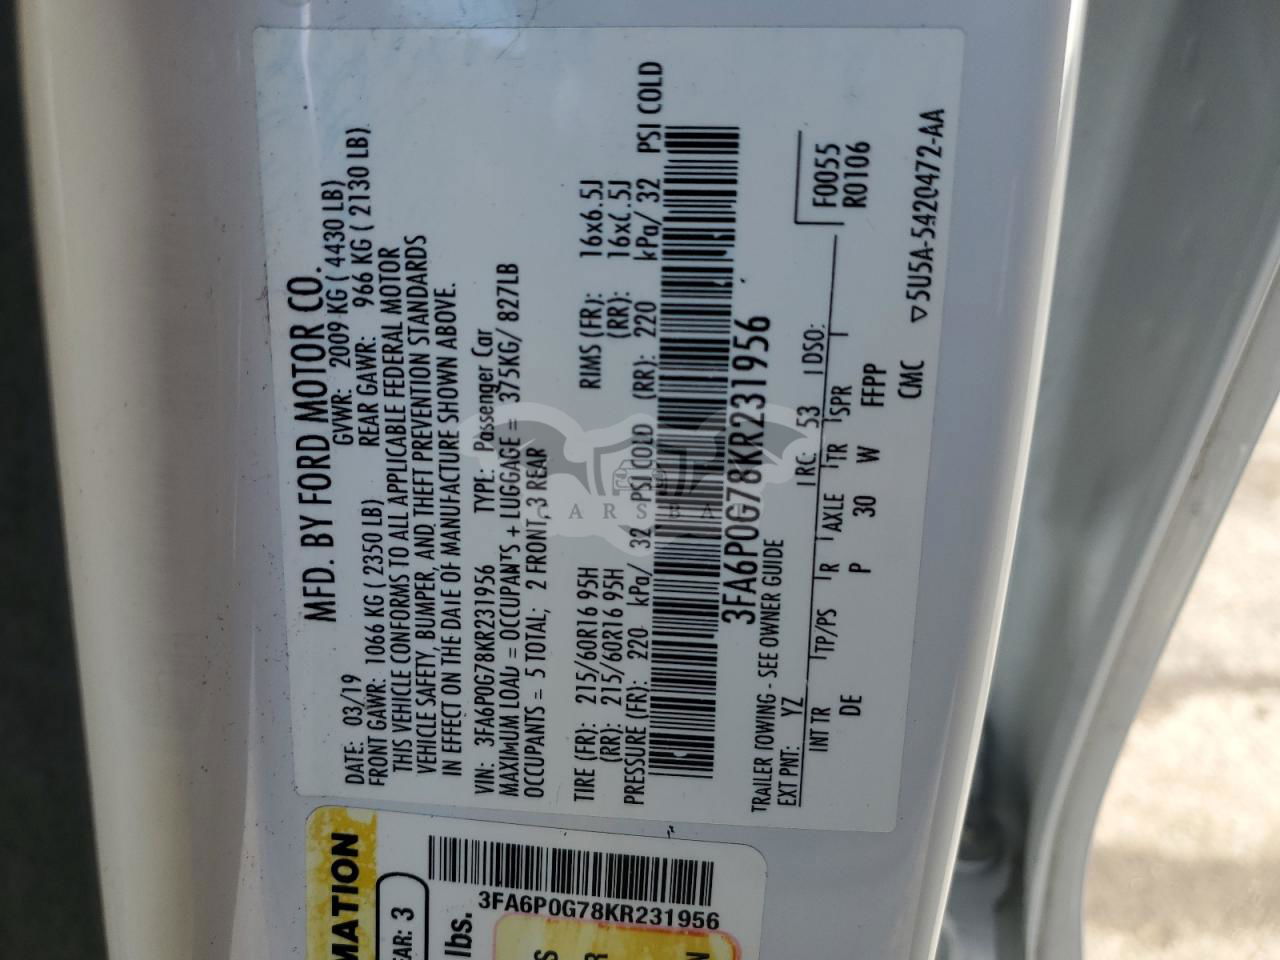 MFD. BY FORD MOTOR CO.
DATE: 03/19 GVWR: 2009 KG ( 4430 LB)
FRONT GAWR: 1066 KG ( 2350 LB) REAR GAWR: 966 KG ( 2130 LB)
THIS VEHICLE CONFORMS TO ALL APPLICABLE FEDERAL MOTOR
VEHICLE SAFETY, BUMPER, AND THEFT PREVENTION STANDARDS
IN EFFECT ON THE DATE OF MANUFACTURE SHOWN ABOVE.
VIN: 3FA6P0G78KR231956 TYPE: Passenger Car
MAXIMUM LOAD = OCCUPANTS + LUGGAGE = 375KG/ 827LB
OCCUPANTS = 5 TOTAL; 2 FRONT, 3 REAR
TIRE (FR): 215/60R16 95H RIMS (FR): 16x6.5J
(RR): 215/60R16 95H (RR): 16x6.5J
PRESSURE (FR): 220 kPa/ 32 PSI COLD (RR): 220 kPa/ 32 PSI COLD
3FA6P0G78KR231956
TRAILER TOWING - SEE OWNER GUIDE F0055
EXT PNT: YZ RC: 53 DSO: R0106
INT TR TP/PS R AXLE TR SPR
DE P 30 W FFPP
CMC 5U5A-5420472-AA
CARSBA
MATION
3FA6P0G78KR231956
EAR: 3
lbs.